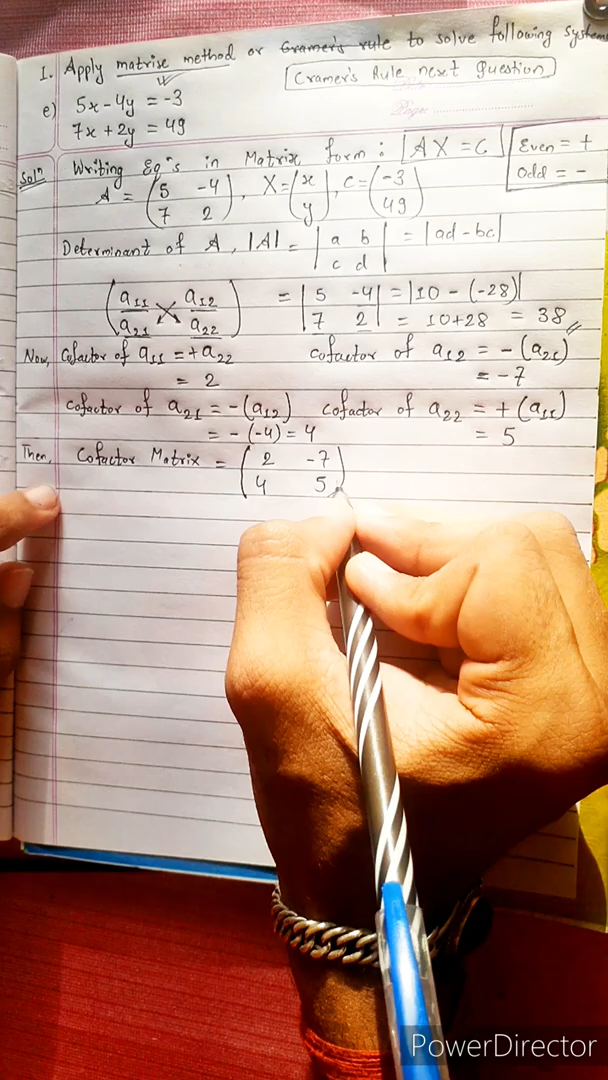 1. Apply matrix method or Cramer's rule to solve following systems
Cramer's Rule next Question
e) 5x - 4y = -3
7x + 2y = 49
Page:
Solⁿ Writing Eqⁿs in Matrix form: AX = C
Even = +
Odd = -
A = (5 -4 7 2), X = (x y), C = (-3 49)
Determinant of A, |A| = |a b c d| = |ad - bc|
(a₁₁ a₁₂ a₂₁ a₂₂) = |5 -4 7 2| = |10 - (-28)|
= 10 + 28 = 38
Now, Cofactor of a₁₁ = +a₂₂ cofactor of a₁₂ = -(a₂₁)
= 2 = -7
cofactor of a₂₁ = -(a₁₂) cofactor of a₂₂ = +(a₁₁)
= -(-4) = 4 = 5
Then, Cofactor Matrix = (2 -7 4 5)
PowerDirector